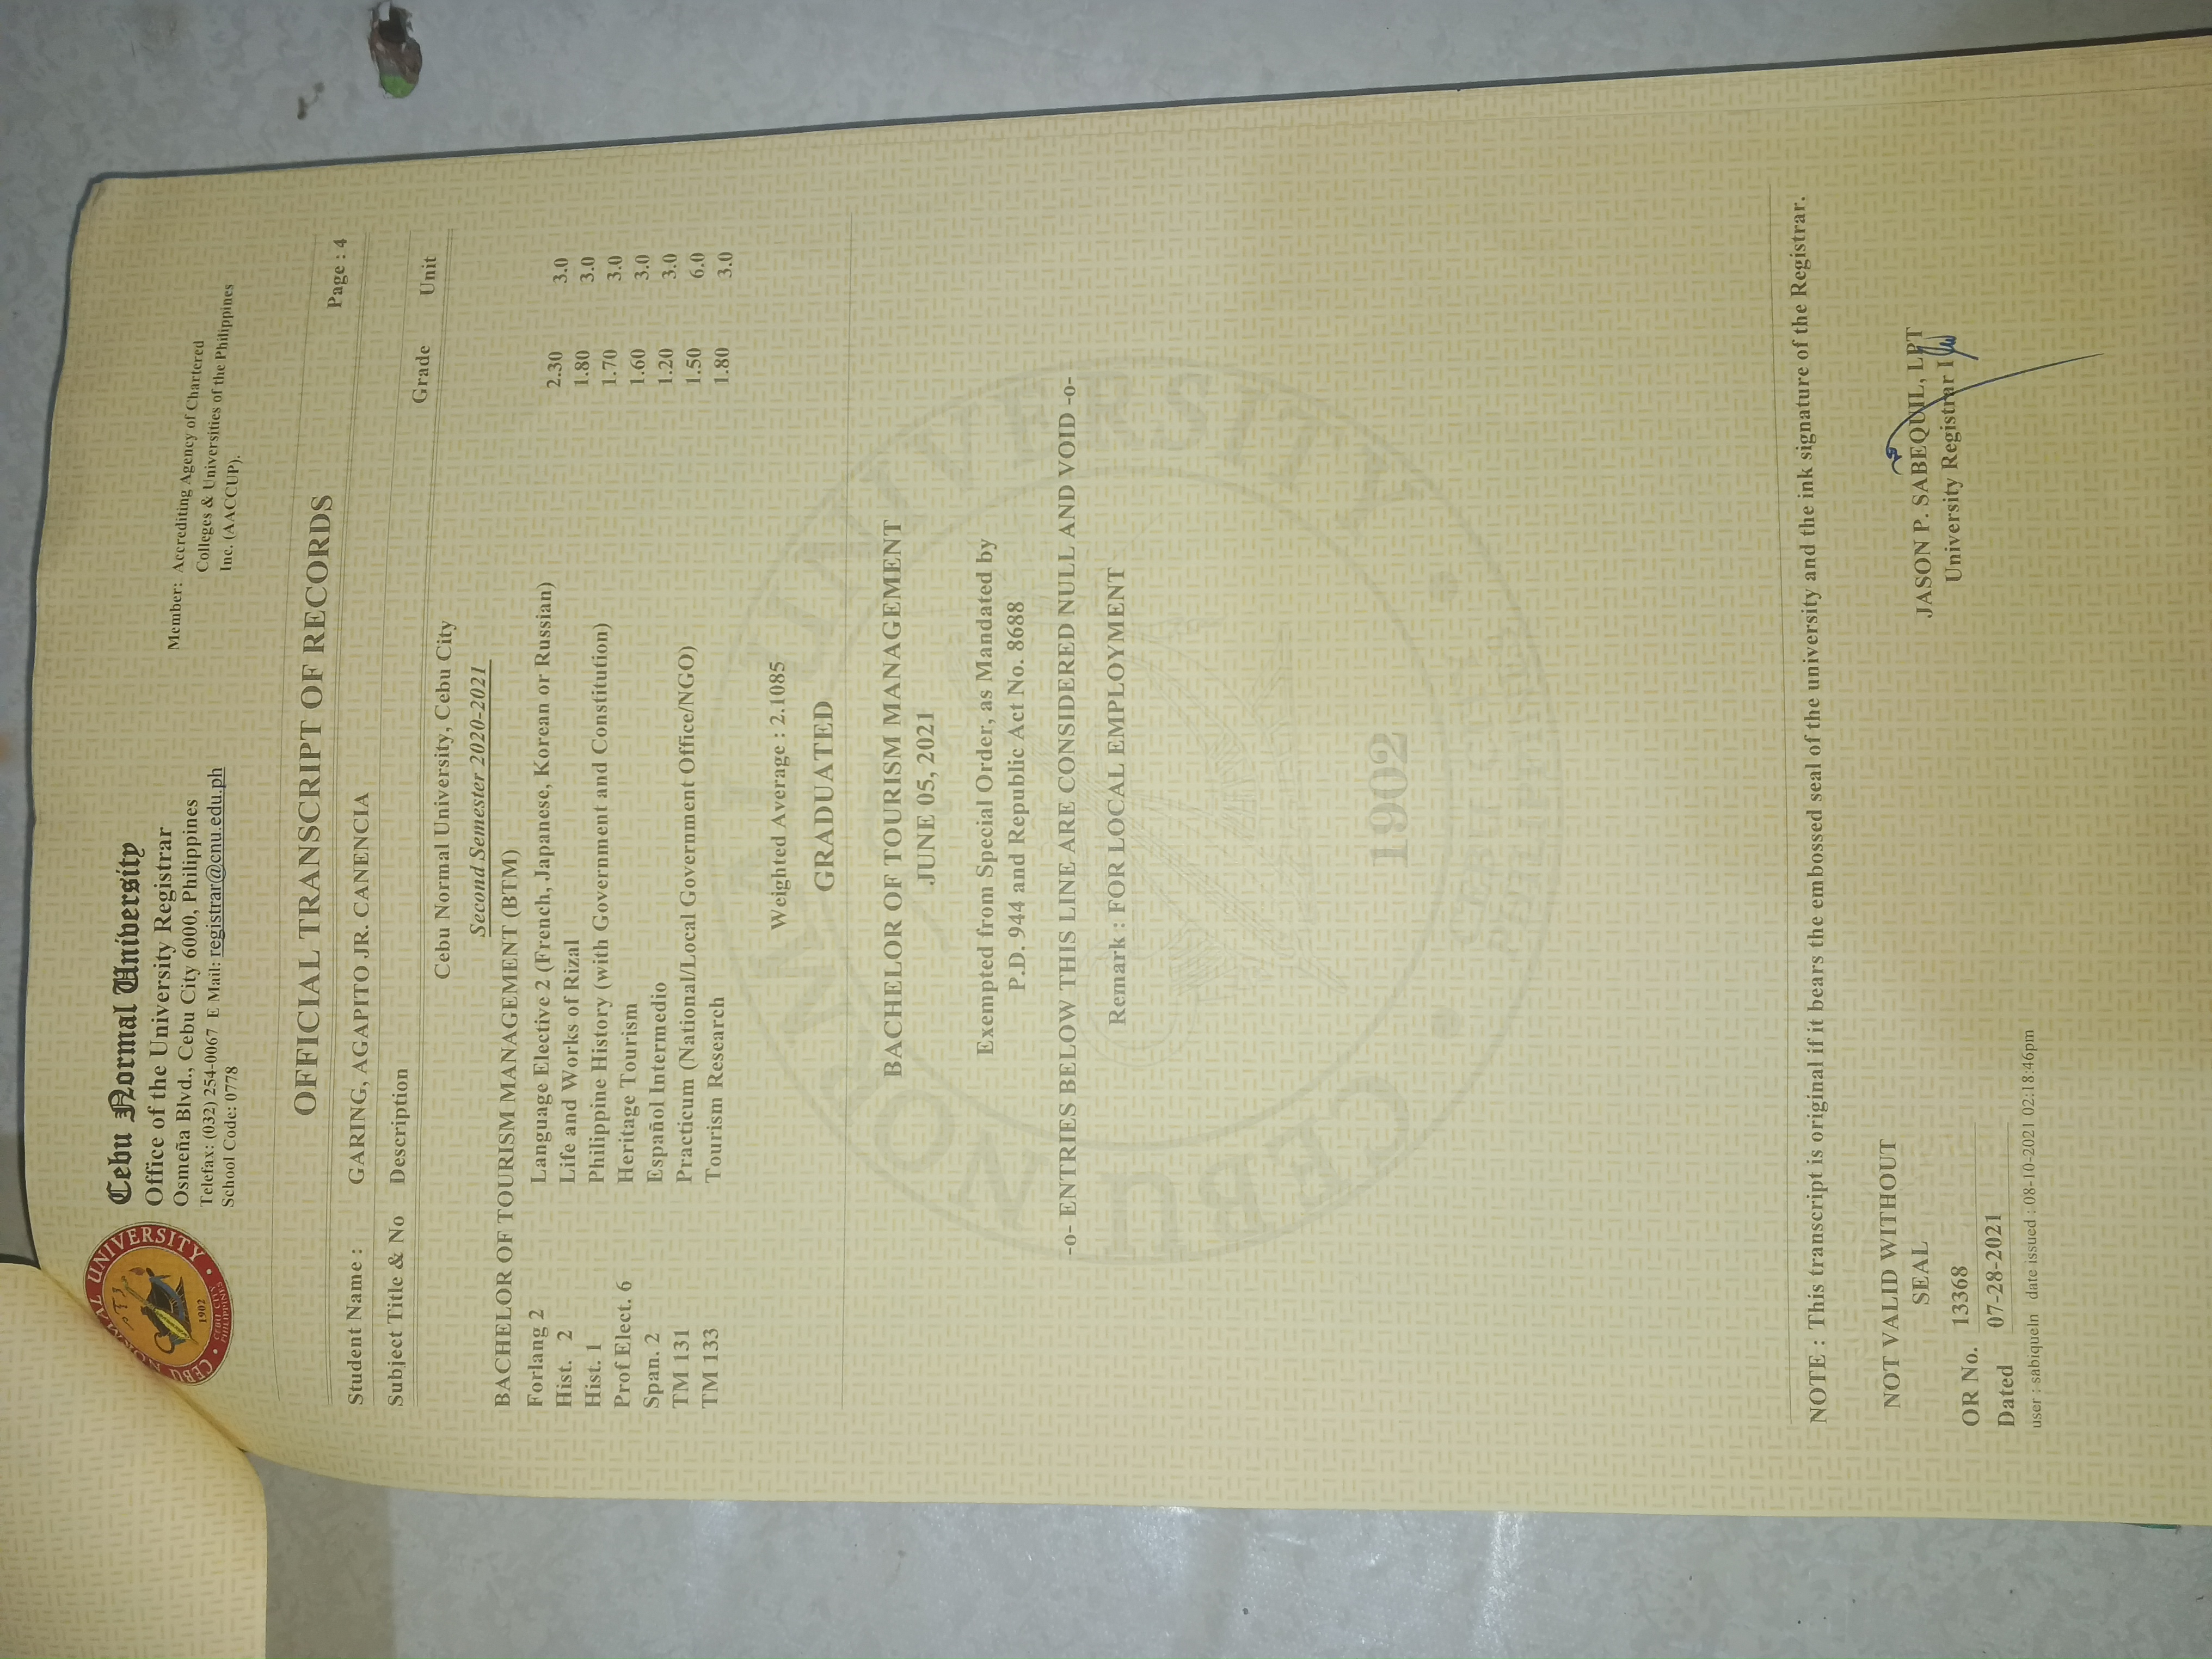 Cebu Normal University
Office of the University Registrar
Osmeña Blvd., Cebu City 6000, Philippines
Telefax: (032) 254-0067 E Mail: registrar@cnu.edu.ph
School Code: 0778
Member: Accrediting Agency of Chartered
Colleges & Universities of the Philippines
Inc. (AACCUP).
CEBU NORMAL UNIVERSITY
1902
CEBU CITY
PHILIPPINES
OFFICIAL TRANSCRIPT OF RECORDS
Page : 4
Student Name : GARING, AGAPITO JR. CANENCIA
Subject Title & No Description Grade Unit
Cebu Normal University, Cebu City
Second Semester 2020-2021
BACHELOR OF TOURISM MANAGEMENT (BTM)
Forlang 2 Language Elective 2 (French, Japanese, Korean or Russian) 2.30 3.0
Hist. 2 Life and Works of Rizal 1.80 3.0
Hist. 1 Philippine History (with Government and Constitution) 1.70 3.0
Prof Elect. 6 Heritage Tourism 1.60 3.0
Span. 2 Español Intermedio 1.20 3.0
TM 131 Practicum (National/Local Government Office/NGO) 1.50 6.0
TM 133 Tourism Research 1.80 3.0
Weighted Average : 2.1085
GRADUATED
BACHELOR OF TOURISM MANAGEMENT
JUNE 05, 2021
Exempted from Special Order, as Mandated by
P.D. 944 and Republic Act No. 8688
-o- ENTRIES BELOW THIS LINE ARE CONSIDERED NULL AND VOID -o-
Remark : FOR LOCAL EMPLOYMENT
1902
NOTE : This transcript is original if it bears the embossed seal of the university and the ink signature of the Registrar.
NOT VALID WITHOUT
SEAL
JASON P. SABEQUIL, LPT
University Registrar I
OR No. 13368
Dated 07-28-2021
user : sabiqueln date issued : 08-10-2021 02:18:46pm